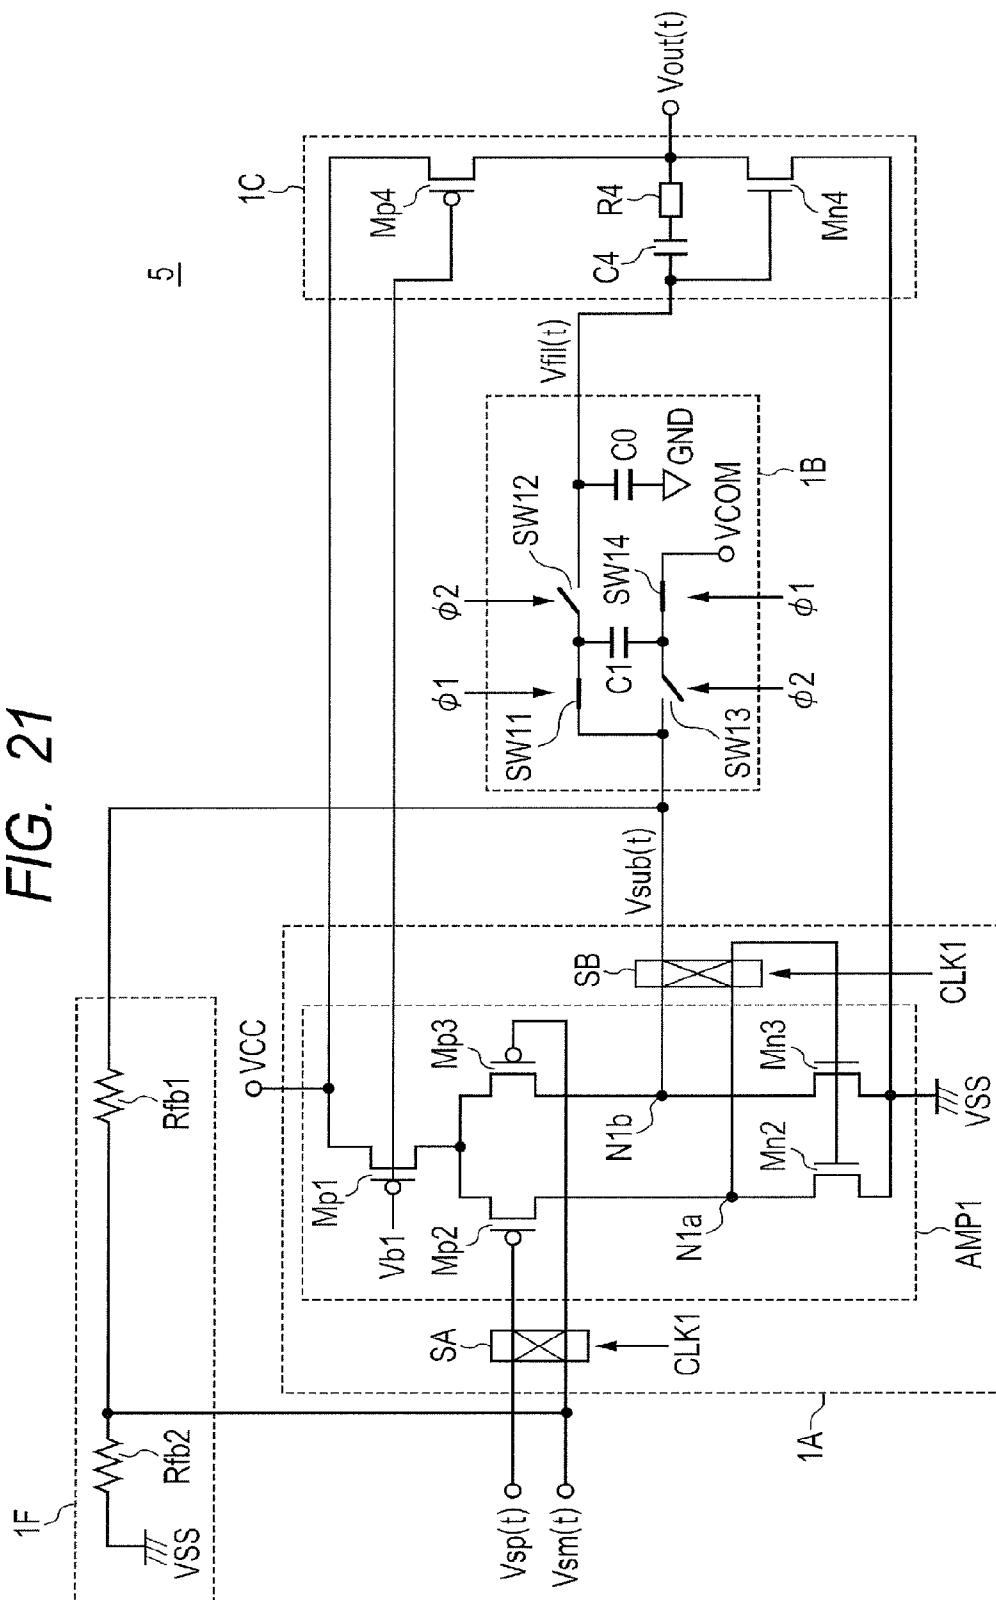 FIG. 21
5
1F
VSS
Rfb2
Rfb1
VCC
1C
Mp4
Vout(t)
R4
C4
Mn4
Vfil(t)
ϕ1
ϕ2
SW11
SW12
C0
GND
C1
SW14
VCOM
SW13
ϕ2
ϕ1
1B
Vsub(t)
SB
CLK1
Mp1
Vb1
Mp2
Mp3
N1b
N1a
Mn2
Mn3
VSS
AMP1
SA
CLK1
Vsp(t)
Vsm(t)
1A